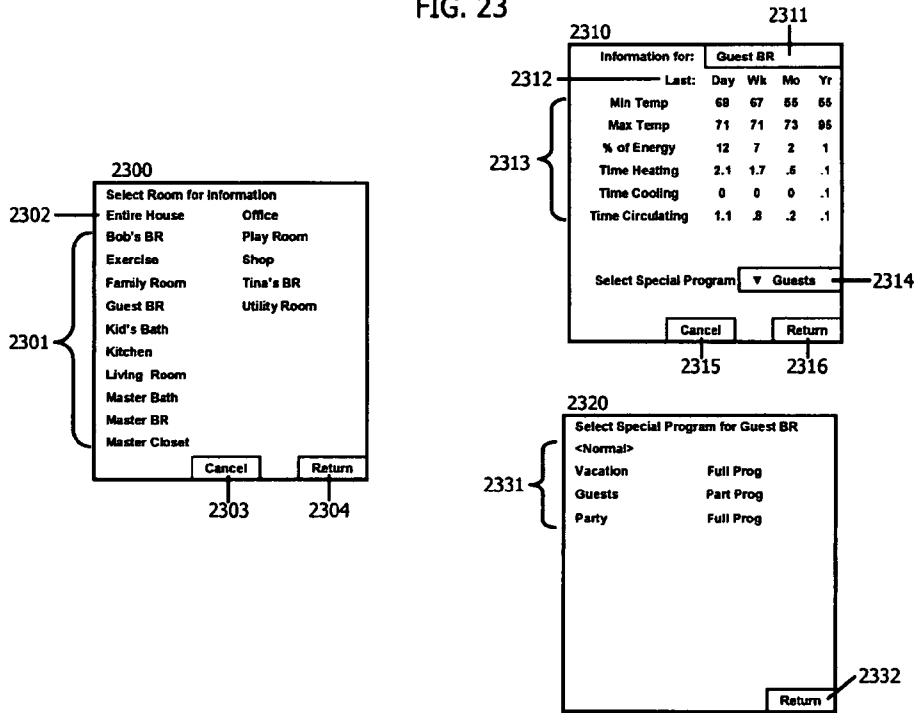 FIG. 23
2300
Select Room for Information
2302
Entire House Office
Bob's BR Play Room
Exercise Shop
Family Room Tina's BR
Guest BR Utility Room
2301
Kid's Bath
Kitchen
Living Room
Master Bath
Master BR
Master Closet
Cancel Return
2303 2304
2310 2311
Information for: Guest BR
2312
Last: Day Wk Mo Yr
Min Temp 68 67 55 55
Max Temp 71 71 73 95
% of Energy 12 7 2 1
2313
Time Heating 2.1 1.7 .5 .1
Time Cooling 0 0 0 .1
Time Circulating 1.1 .8 .2 .1
Select Special Program ▼ Guests 2314
Cancel Return
2315 2316
2320
Select Special Program for Guest BR
<Normal>
2331
Vacation Full Prog
Guests Part Prog
Party Full Prog
2332
Return